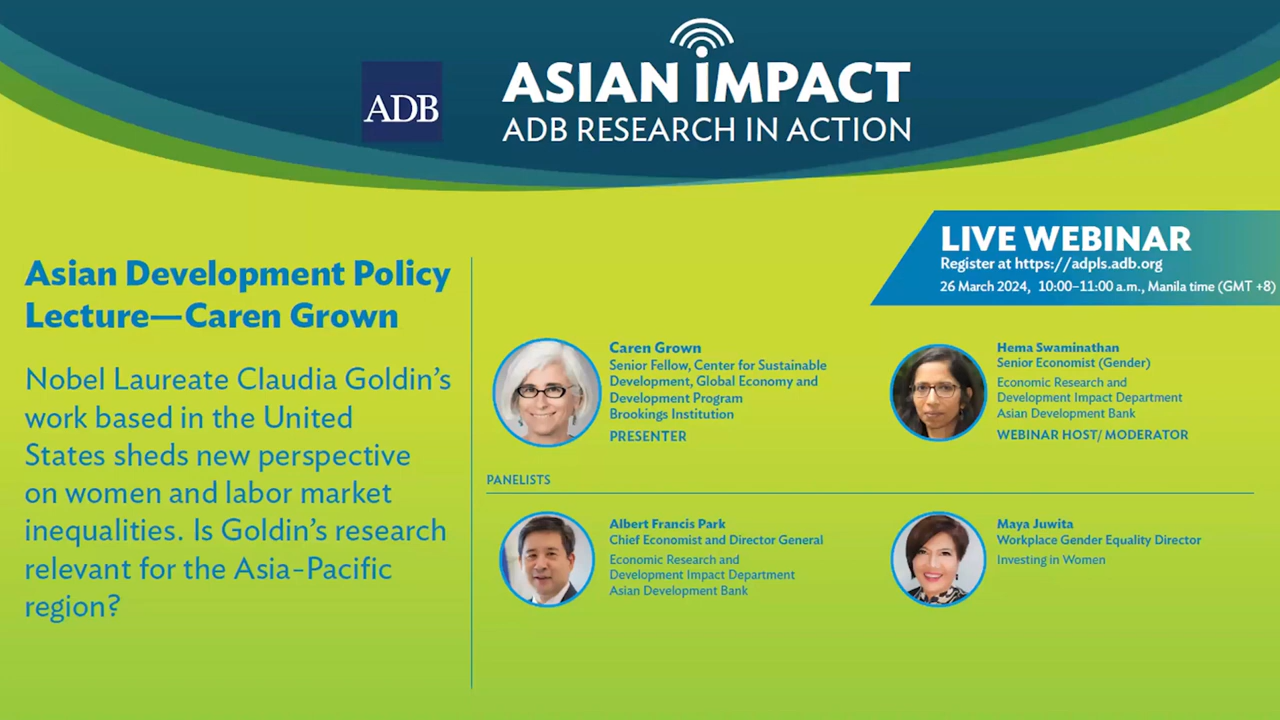 ADB
ASIAN IMPACT
ADB RESEARCH IN ACTION
LIVE WEBINAR
Register at https://adpls.adb.org
26 March 2024, 10:00–11:00 a.m., Manila time (GMT +8)
Asian Development Policy
Lecture—Caren Grown
Nobel Laureate Claudia Goldin's
work based in the United
States sheds new perspective
on women and labor market
inequalities. Is Goldin's research
relevant for the Asia-Pacific
region?
Caren Grown
Senior Fellow, Center for Sustainable
Development, Global Economy and
Development Program
Brookings Institution
PRESENTER
Hema Swaminathan
Senior Economist (Gender)
Economic Research and
Development Impact Department
Asian Development Bank
WEBINAR HOST/ MODERATOR
PANELISTS
Albert Francis Park
Chief Economist and Director General
Economic Research and
Development Impact Department
Asian Development Bank
Maya Juwita
Workplace Gender Equality Director
Investing in Women